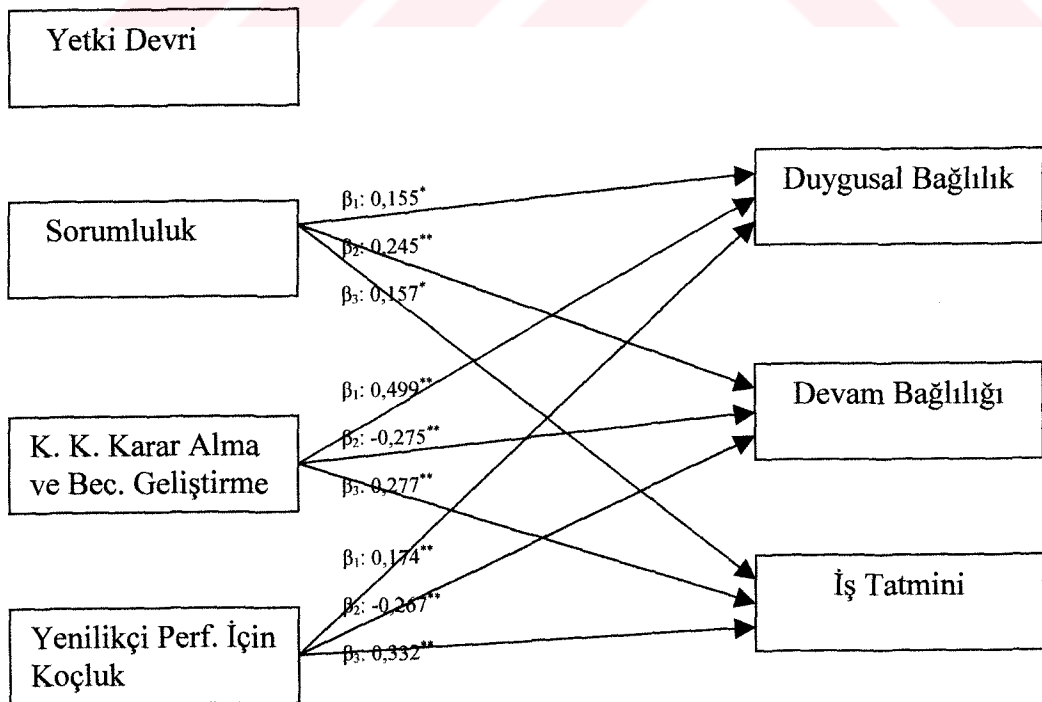 Yetki Devri
Sorumluluk
β₁: 0,155*
β₂: 0,245**
β₃: 0,157*
Duygusal Bağlılık
K. K. Karar Alma
ve Bec. Geliştirme
β₁: 0,499**
β₂: -0,275**
β₃: 0,277**
Devam Bağlılığı
Yenilikçi Perf. İçin
Koçluk
β₁: 0,174**
β₂: -0,267**
β₃: 0,332**
İş Tatmini